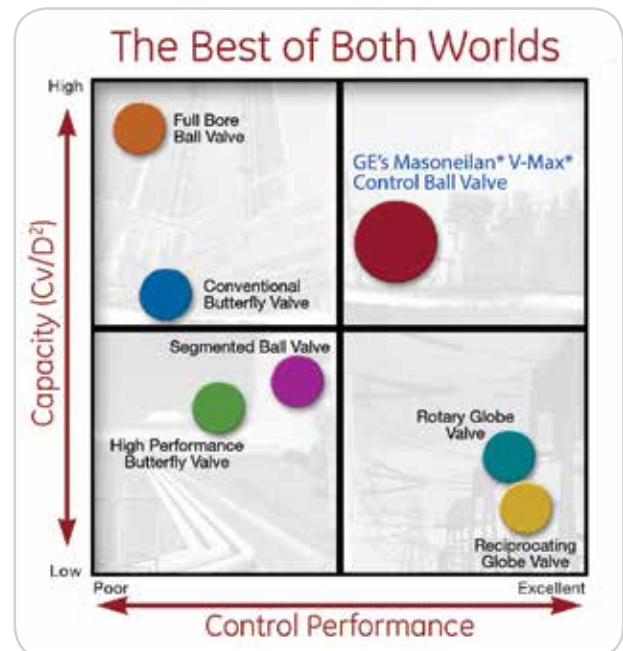 The Best of Both Worlds
High
Full Bore
Ball Valve
GE's Masoneilan* V-Max*
Control Ball Valve
Conventional
Butterfly Valve
Capacity (Cv/D²)
Segmented Ball Valve
High Performance
Butterfly Valve
Rotary Globe
Valve
Reciprocating
Globe Valve
Low
Poor
Excellent
Control Performance